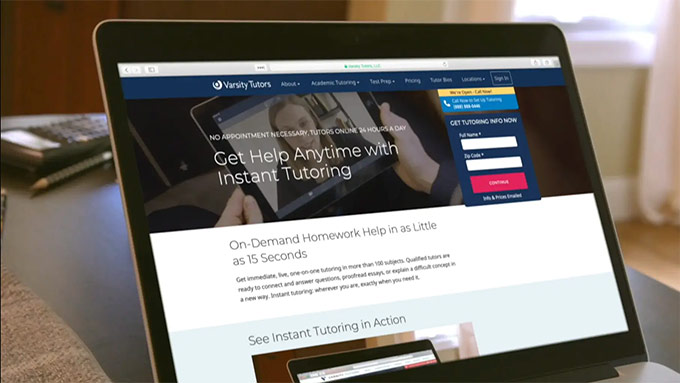 Varsity Tutors
About
Academic Tutoring
Test Prep
Pricing
Tutor Bios
Locations
Sign In
We're Open - Call Now!
Call Now to Set Up Tutoring
GET TUTORING INFO NOW
Full Name *
Zip Code *
CONTINUE
Info & Prices Emailed
NO APPOINTMENT NECESSARY, TUTORS ONLINE 24 HOURS A DAY
Get Help Anytime with
Instant Tutoring
On-Demand Homework Help in as Little
as 15 Seconds
Get immediate, live, one-on-one tutoring in more than 100 subjects. Qualified tutors are
ready to connect and answer questions, proofread essays, or explain a difficult concept in
a new way. Instant tutoring: wherever you are, exactly when you need it.
See Instant Tutoring in Action